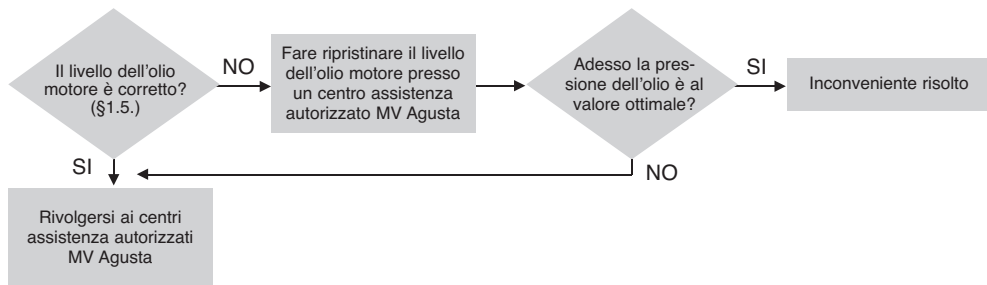 Il livello dell'olio
motore è corretto?
(§1.5.)
NO
Fare ripristinare il livello
dell'olio motore presso
un centro assistenza
autorizzato MV Agusta
Adesso la pres-
sione dell'olio è al
valore ottimale?
SI
Inconveniente risolto
SI
NO
Rivolgersi ai centri
assistenza autorizzati
MV Agusta